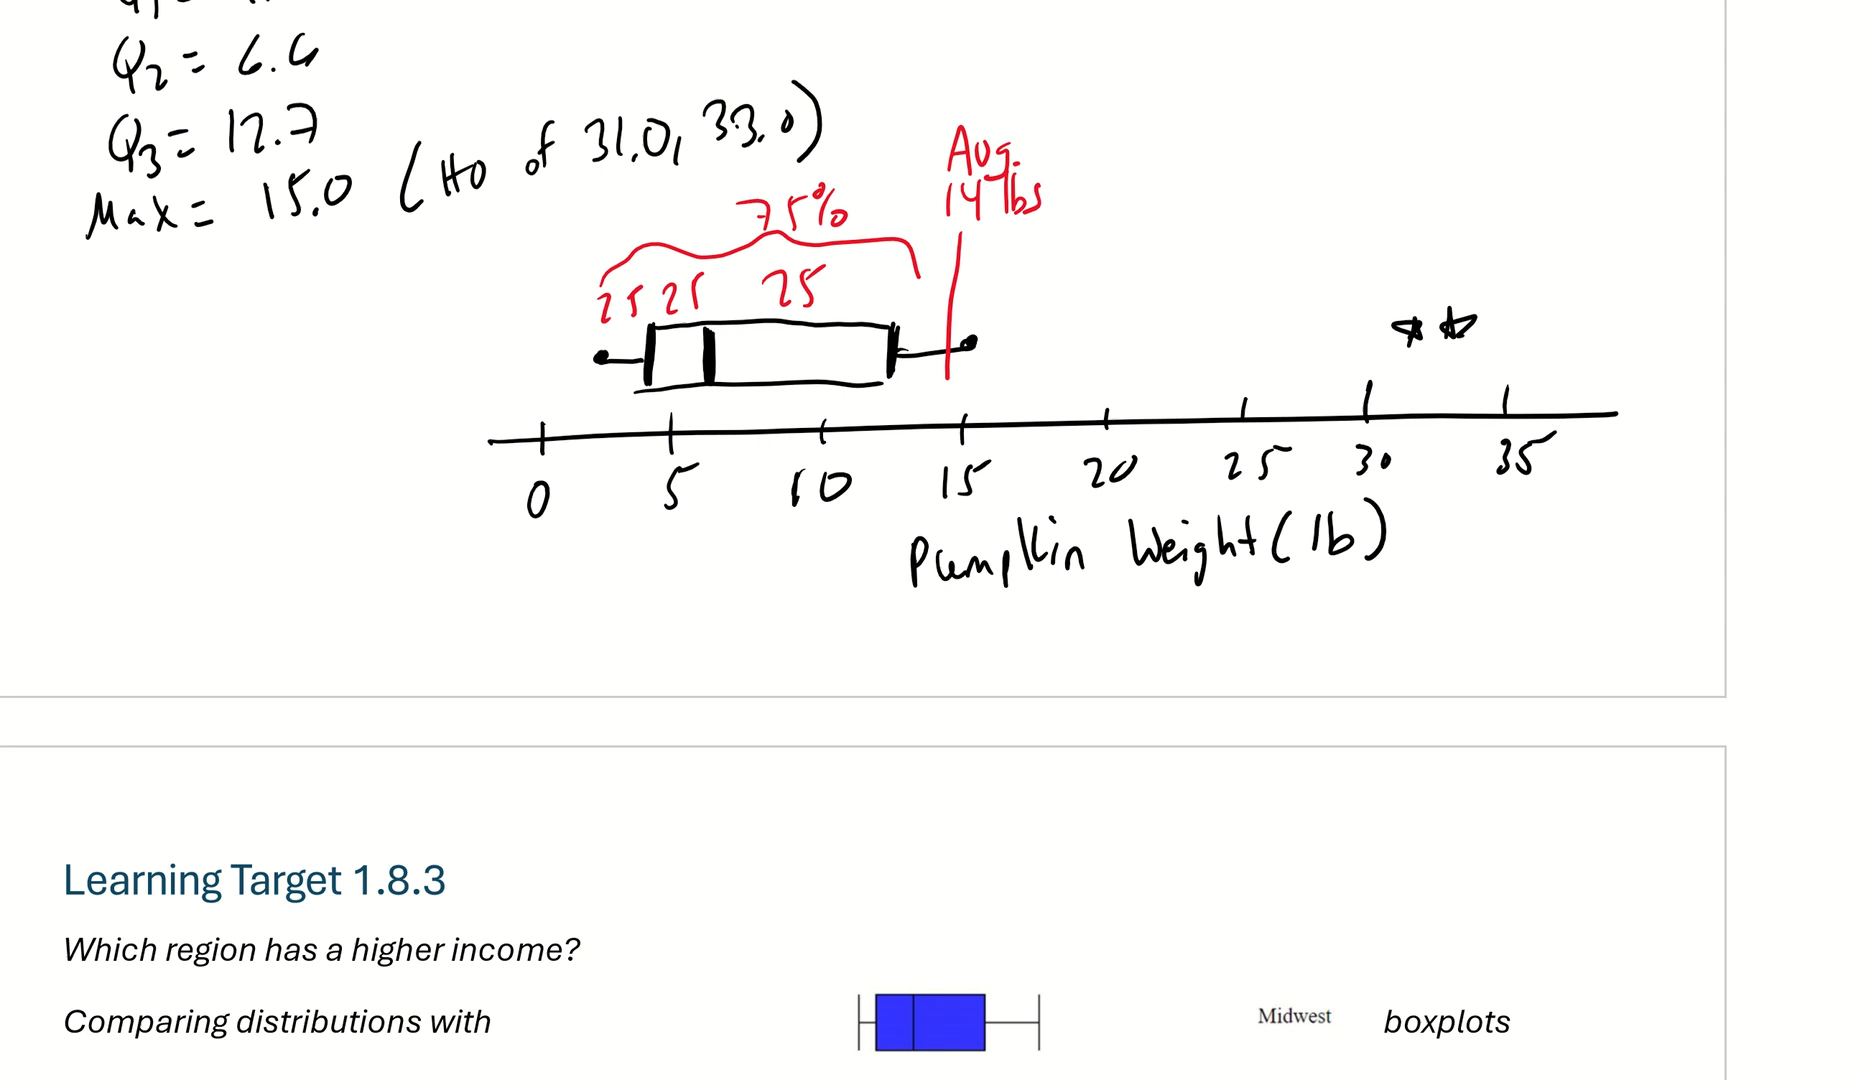 Q2 = 6.6
Q3 = 12.7
Max = 15.0 (HO of 31.0, 33.0)
Avg.
14 lbs
75%
25 25 25
0 5 10 15 20 25 30 35
Pumpkin Weight (lb)
Learning Target 1.8.3
Which region has a higher income?
Comparing distributions with
Midwest
boxplots